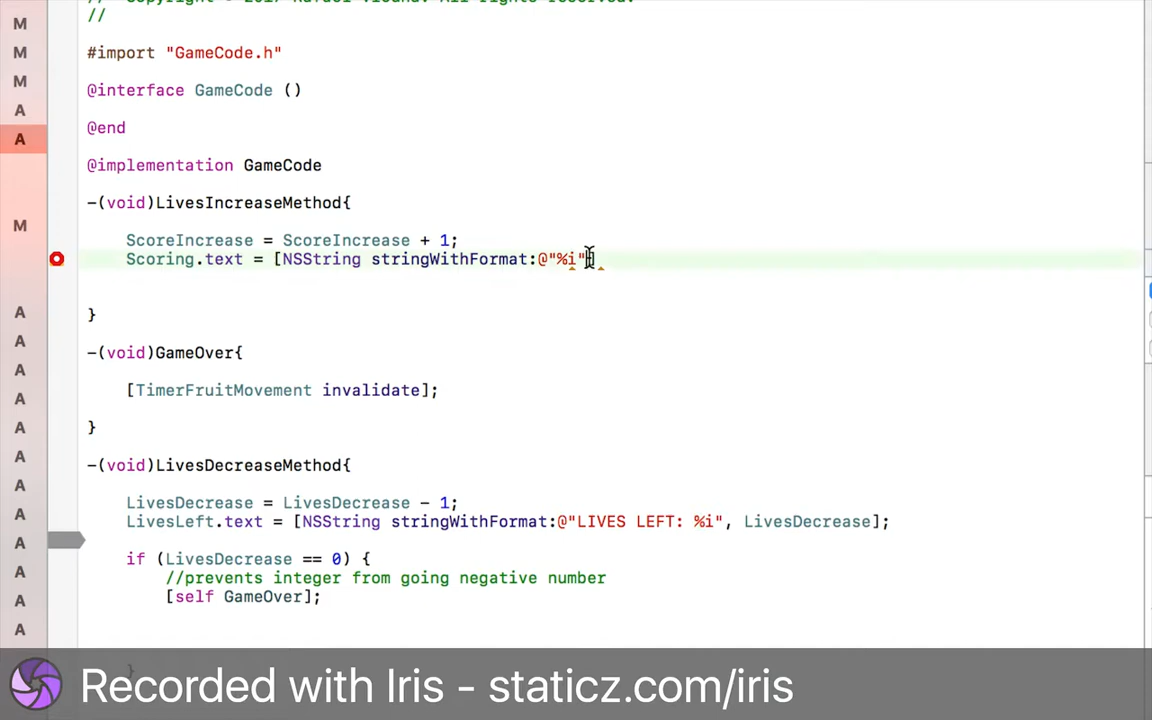 M
M
M
A
A
M
A
A
A
A
A
A
A
A
A
A
A
A
//
#import "GameCode.h"
@interface GameCode ()
@end
@implementation GameCode
-(void)LivesIncreaseMethod{
ScoreIncrease = ScoreIncrease + 1;
Scoring.text = [NSString stringWithFormat:@"%i"]
}
-(void)GameOver{
[TimerFruitMovement invalidate];
}
-(void)LivesDecreaseMethod{
LivesDecrease = LivesDecrease - 1;
LivesLeft.text = [NSString stringWithFormat:@"LIVES LEFT: %i", LivesDecrease];
if (LivesDecrease == 0) {
//prevents integer from going negative number
[self GameOver];
}
Recorded with Iris - staticz.com/iris